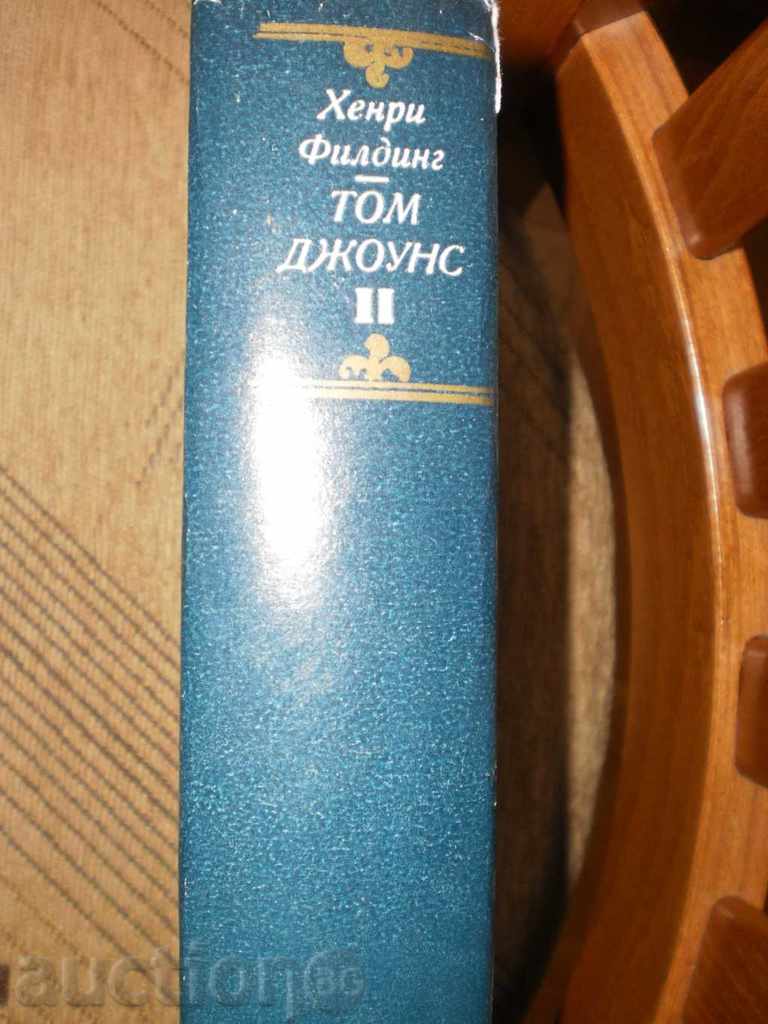 Хенри
Филдинг
ТОМ
ДЖОУНС
II
auction BG